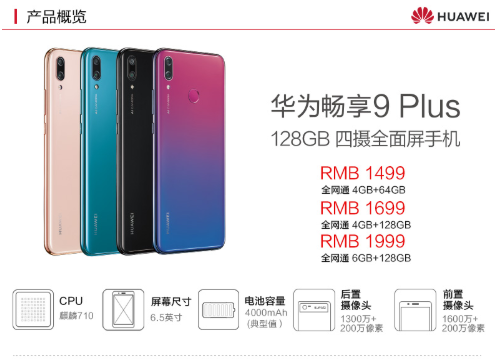 产品概览
HUAWEI
华为畅享9 Plus
128GB 四摄全面屏手机
RMB 1499
全网通 4GB+64GB
RMB 1699
全网通 4GB+128GB
RMB 1999
全网通 6GB+128GB
CPU
麒麟710
屏幕尺寸
6.5英寸
电池容量
4000mAh
(典型值)
后置
摄像头
1300万+
200万像素
前置
摄像头
1600万+
200万像素